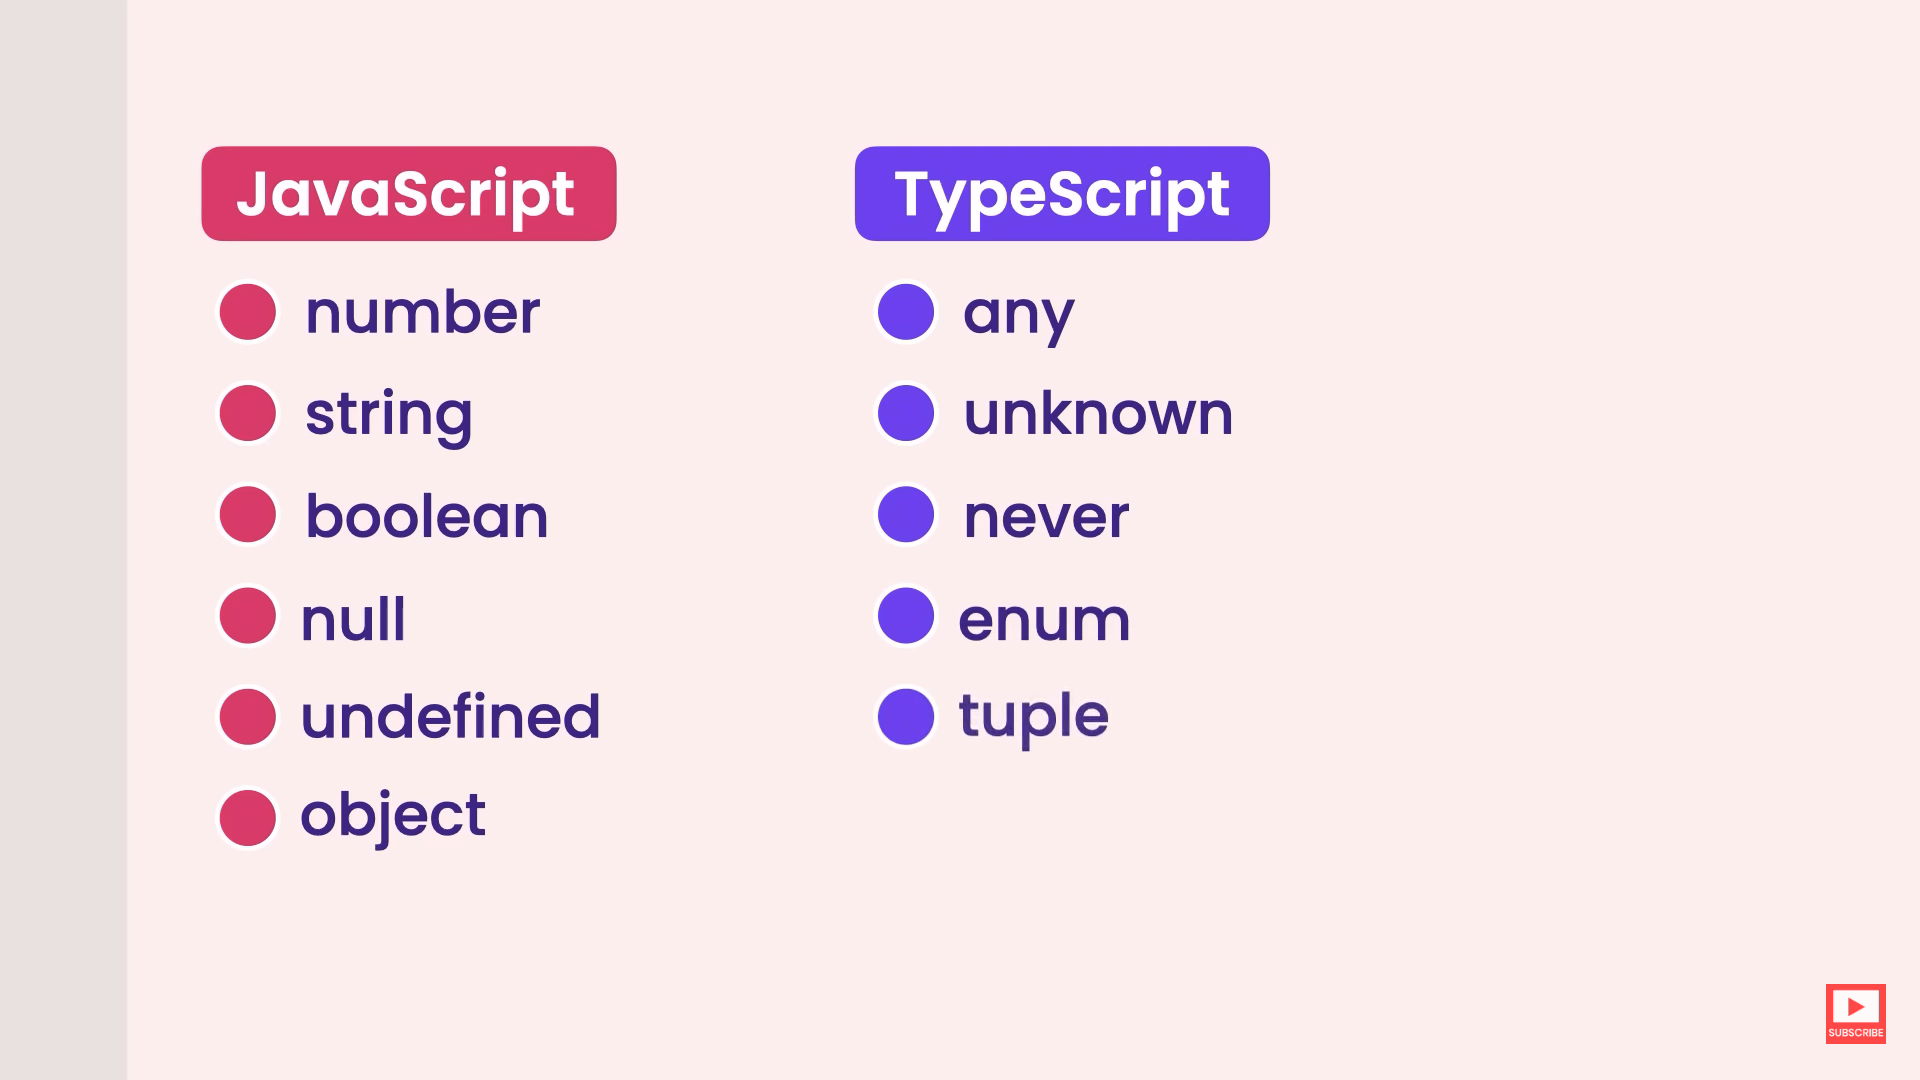 JavaScript
number
string
boolean
null
undefined
object
TypeScript
any
unknown
never
enum
tuple
SUBSCRIBE